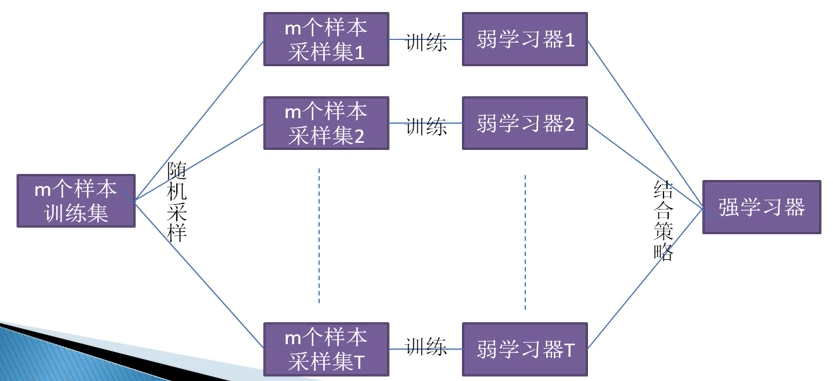 m个样本
采样集1
训练
弱学习器1
m个样本
采样集2
训练
弱学习器2
m个样本
训练集
随机采样
结合策略
强学习器
m个样本
采样集T
训练
弱学习器T